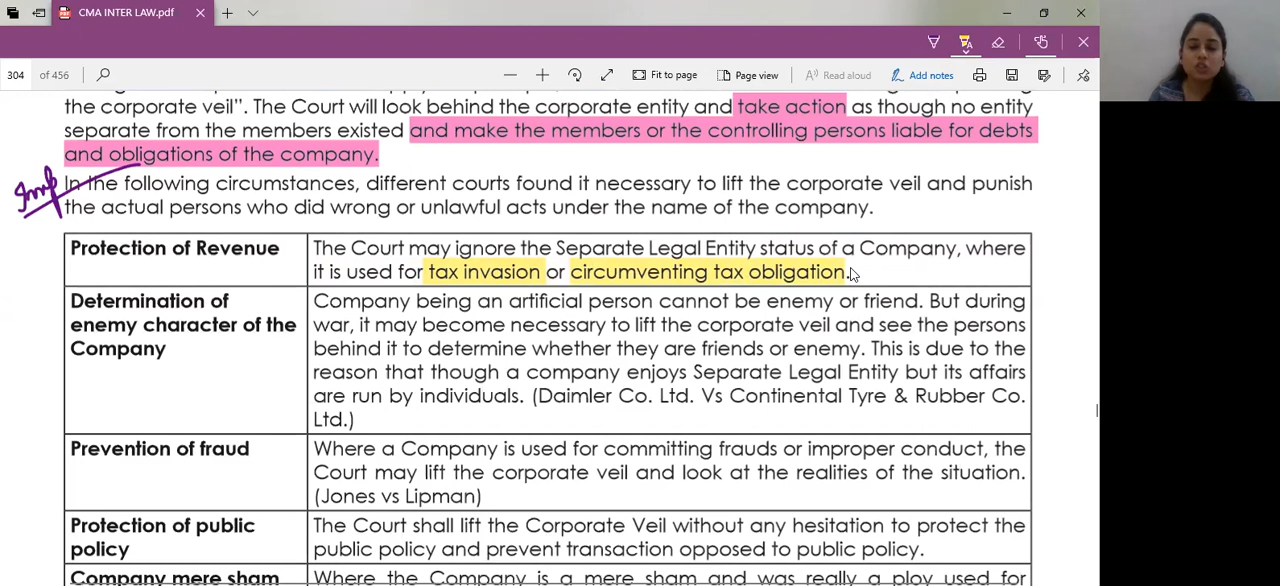 CMA INTER LAW.pdf
304 of 456
Fit to page
Page view
Read aloud
Add notes
the corporate veil". The Court will look behind the corporate entity and take action as though no entity
separate from the members existed and make the members or the controlling persons liable for debts
and obligations of the company.
Imp
In the following circumstances, different courts found it necessary to lift the corporate veil and punish
the actual persons who did wrong or unlawful acts under the name of the company.
Protection of Revenue
The Court may ignore the Separate Legal Entity status of a Company, where
it is used for tax invasion or circumventing tax obligation.
Determination of
enemy character of the
Company
Company being an artificial person cannot be enemy or friend. But during
war, it may become necessary to lift the corporate veil and see the persons
behind it to determine whether they are friends or enemy. This is due to the
reason that though a company enjoys Separate Legal Entity but its affairs
are run by individuals. (Daimler Co. Ltd. Vs Continental Tyre & Rubber Co.
Ltd.)
Prevention of fraud
Where a Company is used for committing frauds or improper conduct, the
Court may lift the corporate veil and look at the realities of the situation.
(Jones vs Lipman)
Protection of public
policy
The Court shall lift the Corporate Veil without any hesitation to protect the
public policy and prevent transaction opposed to public policy.
Company mere sham
Where the Company is a mere sham and was really a ploy used for